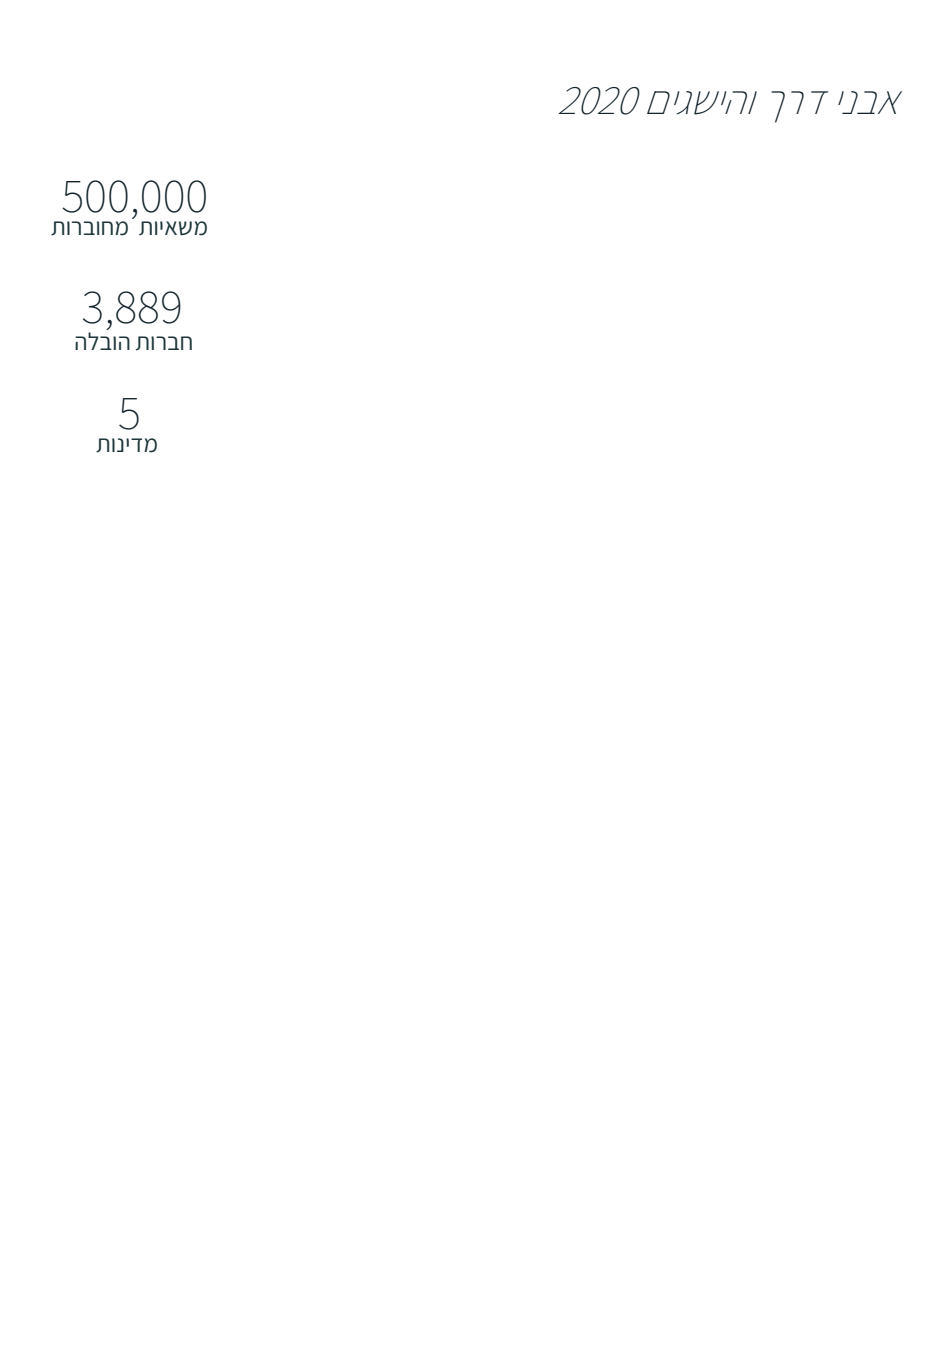 אבני דרך והישגים 2020
500,000
משאיות מחוברות
3,889
חברות הובלה
5
מדינות